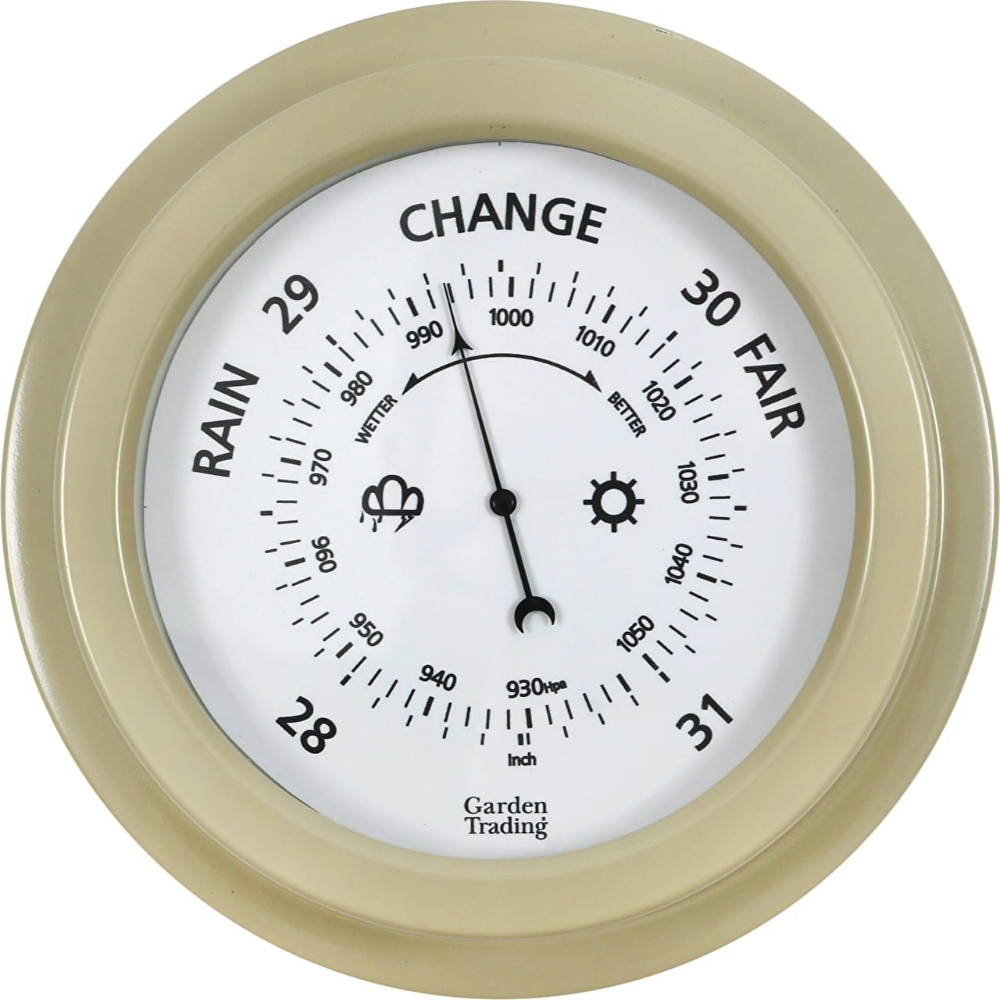 CHANGE
29
30
RAIN
FAIR
28
31
930Hpa
940
950
960
970
980
990
1000
1010
1020
1030
1040
1050
WETTER
BETTER
Inch
Garden
Trading